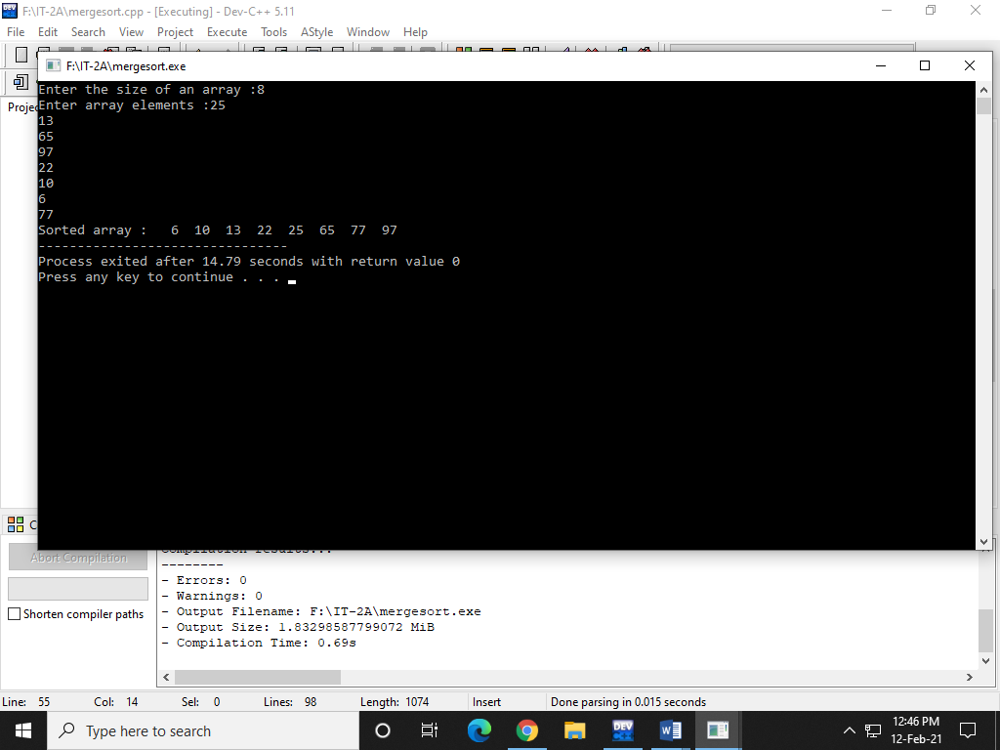 F:\IT-2A\mergesort.cpp - [Executing] - Dev-C++ 5.11
File Edit Search View Project Execute Tools AStyle Window Help
F:\IT-2A\mergesort.exe
Enter the size of an array :8
Enter array elements :25
13
65
97
22
10
6
77
Sorted array :   6  10  13  22  25  65  77  97
--------------------------------
Process exited after 14.79 seconds with return value 0
Press any key to continue . . .
Abort Compilation
Shorten compiler paths
Compilation results...
--------
- Errors: 0
- Warnings: 0
- Output Filename: F:\IT-2A\mergesort.exe
- Output Size: 1.83298587799072 MiB
- Compilation Time: 0.69s
Line: 55 Col: 14 Sel: 0 Lines: 98 Length: 1074 Insert Done parsing in 0.015 seconds
Type here to search
DEV
12:46 PM
12-Feb-21